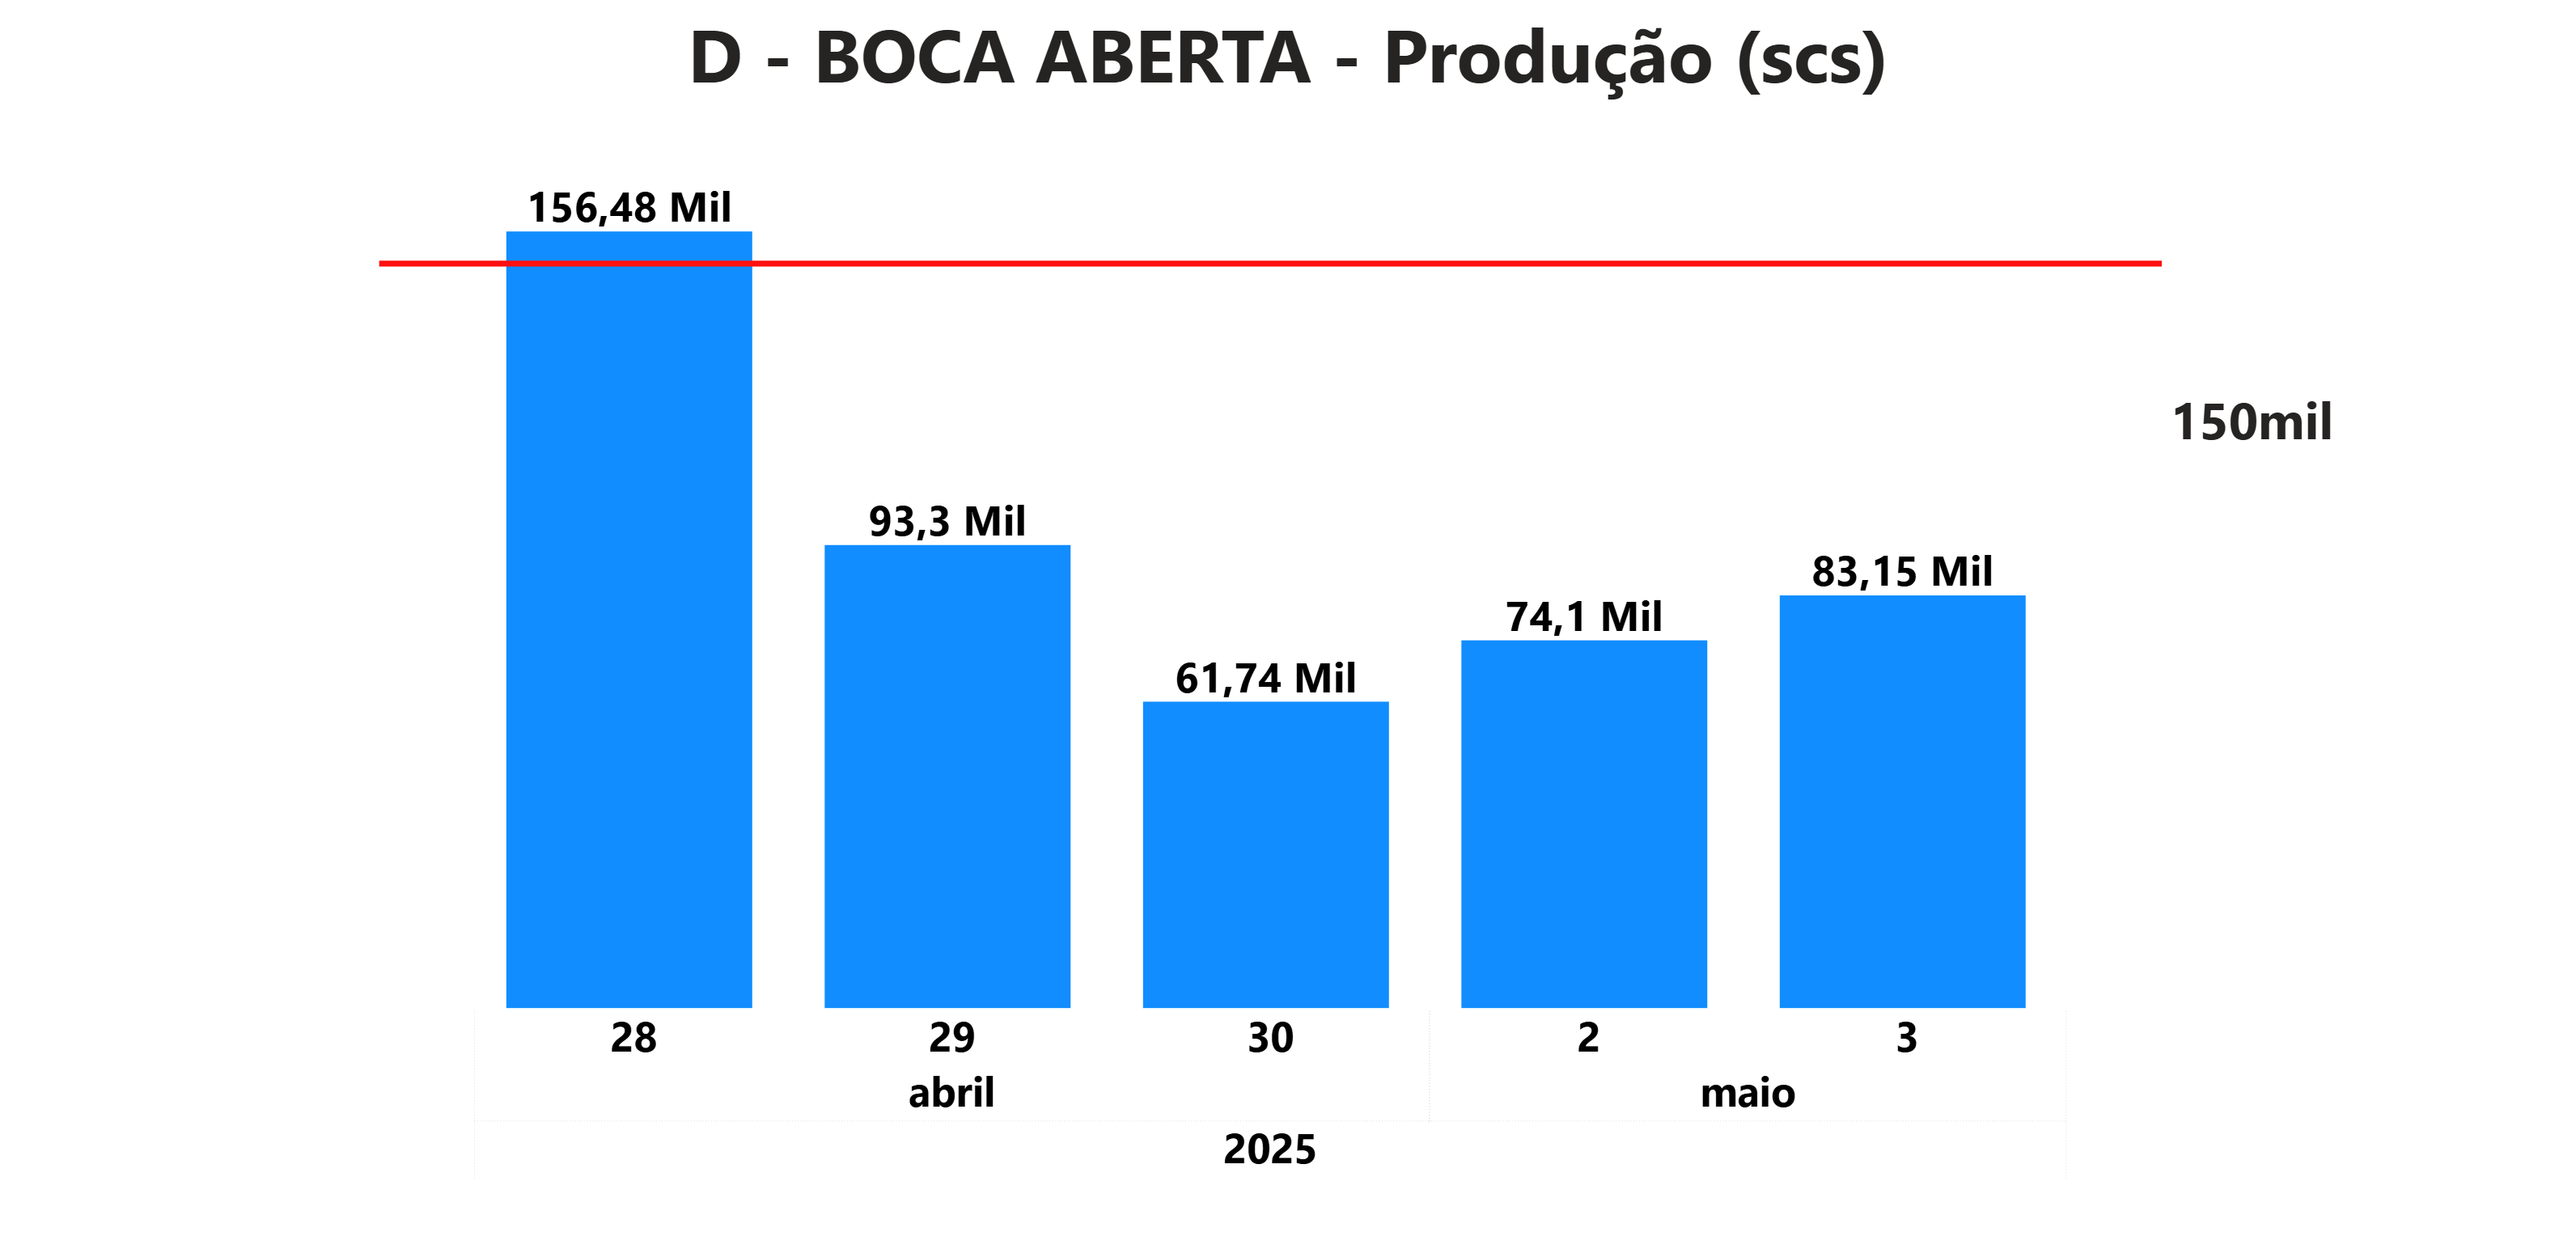 D - BOCA ABERTA - Produção (scs)
156,48 Mil
150mil
93,3 Mil
83,15 Mil
74,1 Mil
61,74 Mil
28 29 30 2 3
abril maio
2025